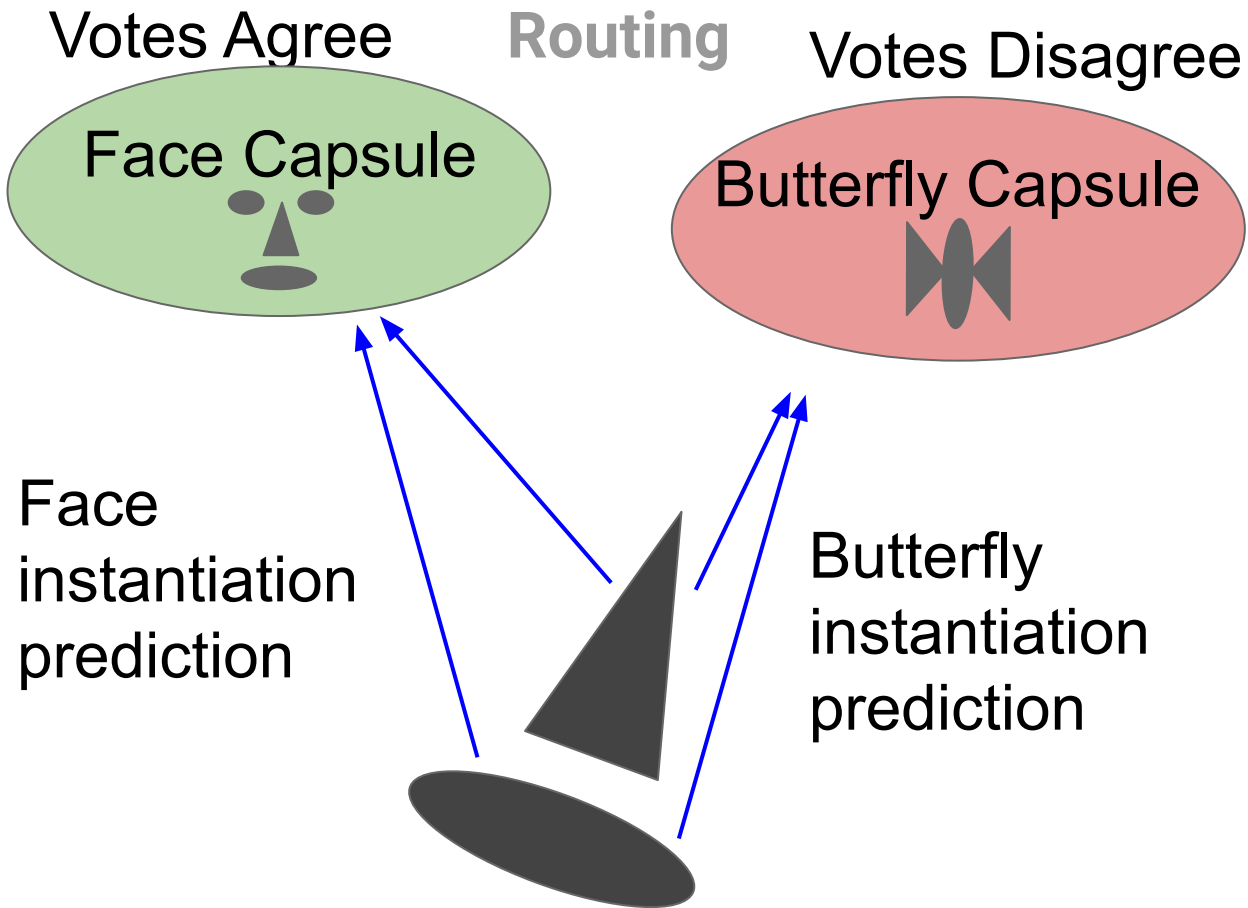 Votes Agree
Routing
Votes Disagree
Face Capsule
Butterfly Capsule
Face
instantiation
prediction
Butterfly
instantiation
prediction